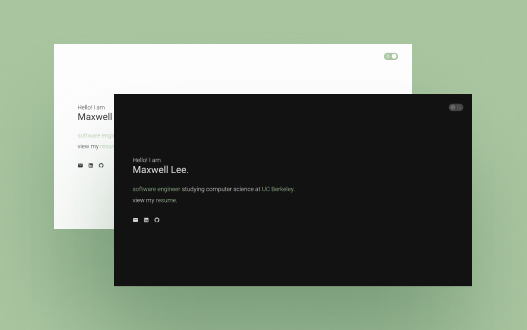 Hello! I am
Maxwell
software engi
view my resum
Hello! I am
Maxwell Lee.
software engineer studying computer science at UC Berkeley.
view my resume.